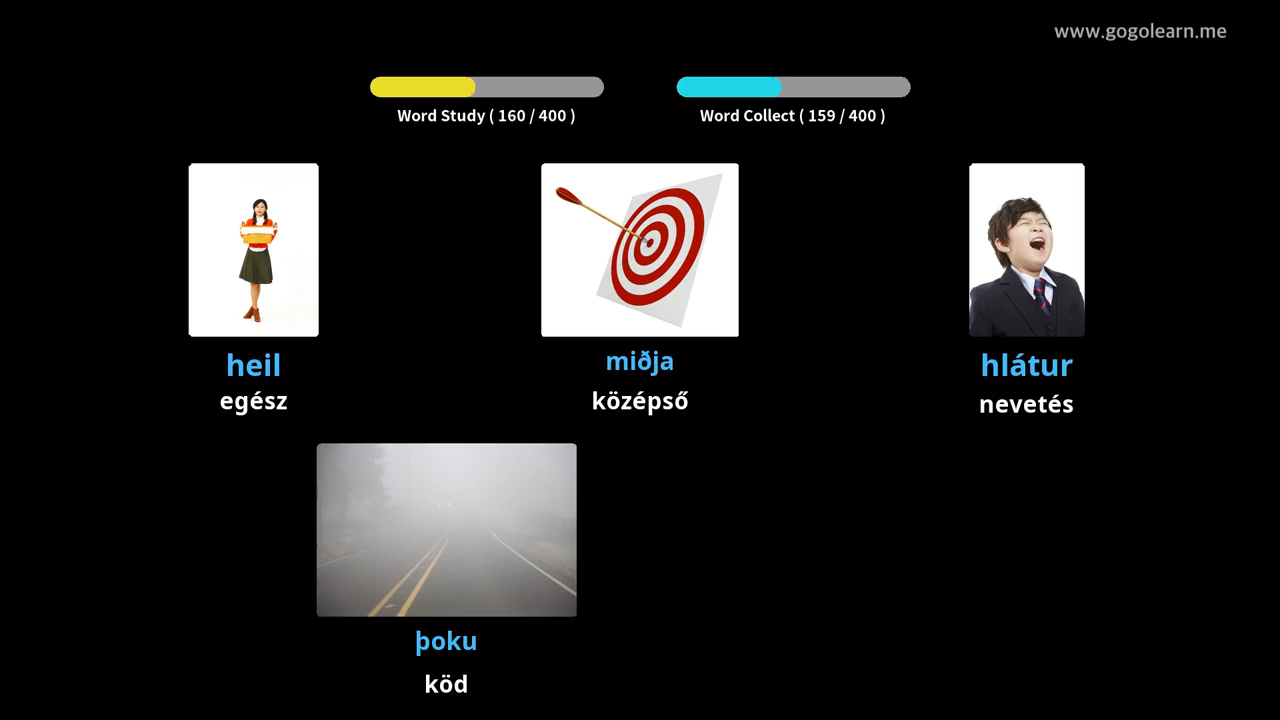 www.gogolearn.me
Word Study ( 160 / 400 )
Word Collect ( 159 / 400 )
heil
egész
miðja
középső
hlátur
nevetés
þoku
köd